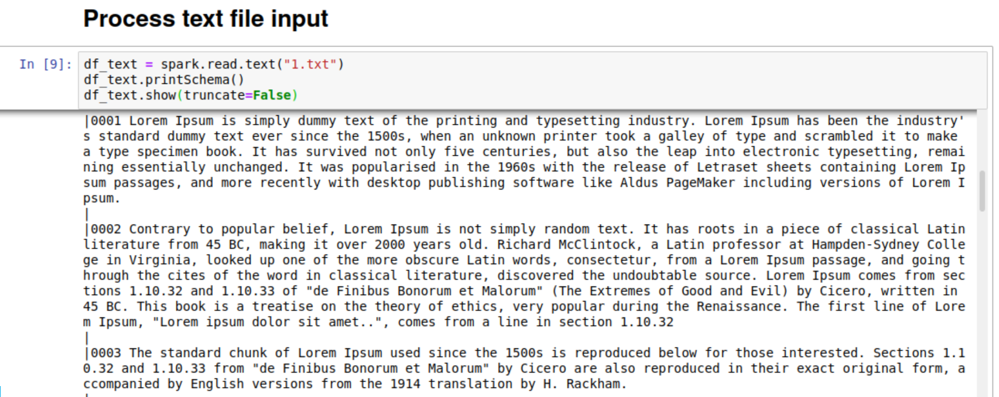 Process text file input
In [9]: df_text = spark.read.text("1.txt")
df_text.printSchema()
df_text.show(truncate=False)
|0001 Lorem Ipsum is simply dummy text of the printing and typesetting industry. Lorem Ipsum has been the industry'
s standard dummy text ever since the 1500s, when an unknown printer took a galley of type and scrambled it to make
a type specimen book. It has survived not only five centuries, but also the leap into electronic typesetting, remai
ning essentially unchanged. It was popularised in the 1960s with the release of Letraset sheets containing Lorem Ip
sum passages, and more recently with desktop publishing software like Aldus PageMaker including versions of Lorem I
psum.
|
|0002 Contrary to popular belief, Lorem Ipsum is not simply random text. It has roots in a piece of classical Latin
literature from 45 BC, making it over 2000 years old. Richard McClintock, a Latin professor at Hampden-Sydney Colle
ge in Virginia, looked up one of the more obscure Latin words, consectetur, from a Lorem Ipsum passage, and going t
hrough the cites of the word in classical literature, discovered the undoubtable source. Lorem Ipsum comes from sec
tions 1.10.32 and 1.10.33 of "de Finibus Bonorum et Malorum" (The Extremes of Good and Evil) by Cicero, written in
45 BC. This book is a treatise on the theory of ethics, very popular during the Renaissance. The first line of Lore
m Ipsum, "Lorem ipsum dolor sit amet..", comes from a line in section 1.10.32
|
|0003 The standard chunk of Lorem Ipsum used since the 1500s is reproduced below for those interested. Sections 1.1
0.32 and 1.10.33 from "de Finibus Bonorum et Malorum" by Cicero are also reproduced in their exact original form, a
ccompanied by English versions from the 1914 translation by H. Rackham.